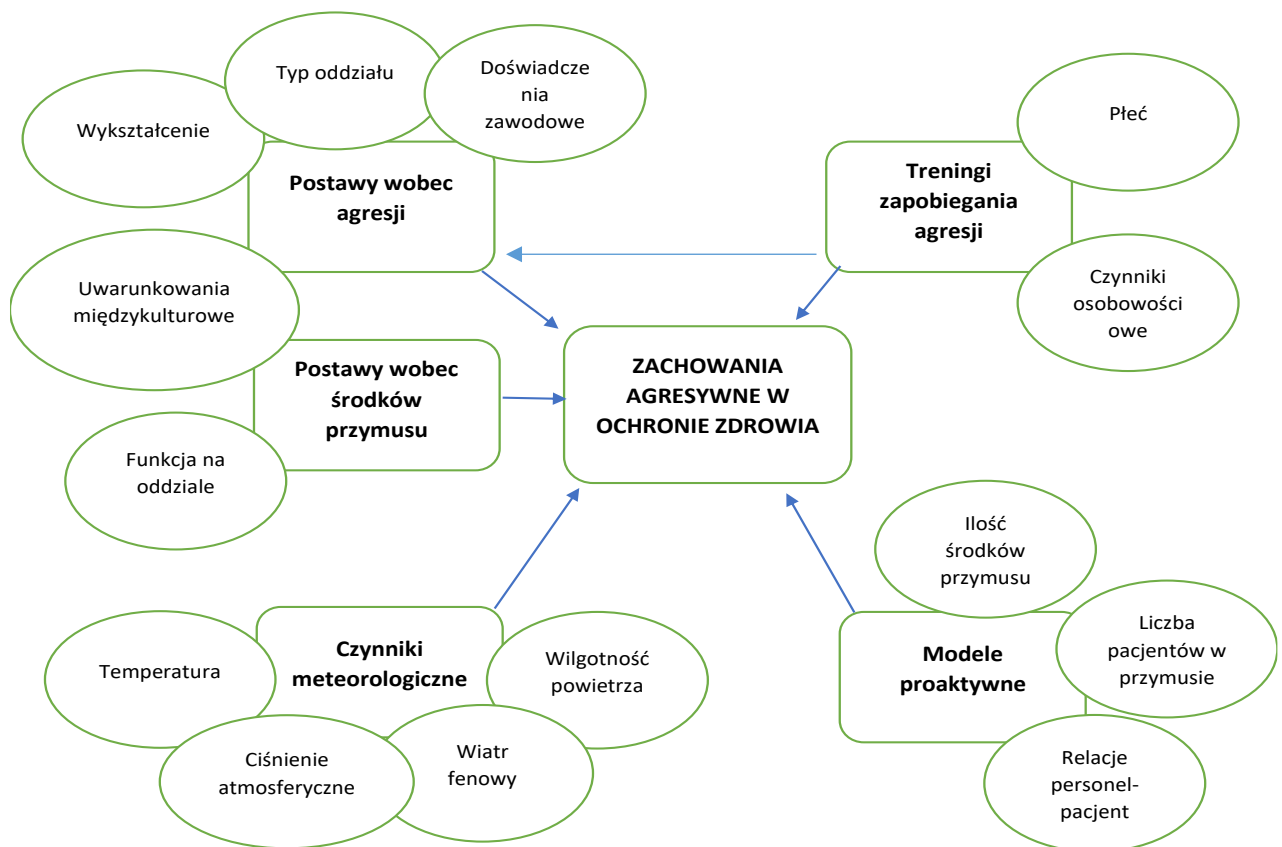 Typ oddziału
Doświadcze
nia
zawodowe
Wykształcenie
Płeć
Postawy wobec
agresji
Treningi
zapobiegania
agresji
Uwarunkowania
międzykulturowe
Czynniki
osobowości
owe
Postawy wobec
środków
przymusu
ZACHOWANIA
AGRESYWNE W
OCHRONIE ZDROWIA
Funkcja na
oddziale
Ilość
środków
przymusu
Temperatura
Czynniki
meteorologiczne
Wilgotność
powietrza
Modele
proaktywne
Liczba
pacjentów w
przymusie
Ciśnienie
atmosferyczne
Wiatr
fenowy
Relacje
personel-
pacjent